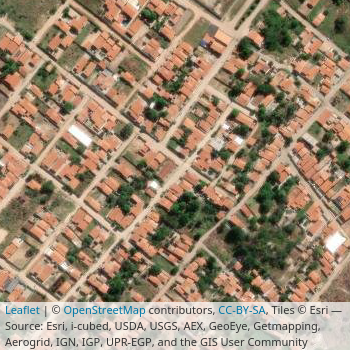 Leaflet | © OpenStreetMap contributors, CC-BY-SA, Tiles © Esri —
Source: Esri, i-cubed, USDA, USGS, AEX, GeoEye, Getmapping,
Aerogrid, IGN, IGP, UPR-EGP, and the GIS User Community